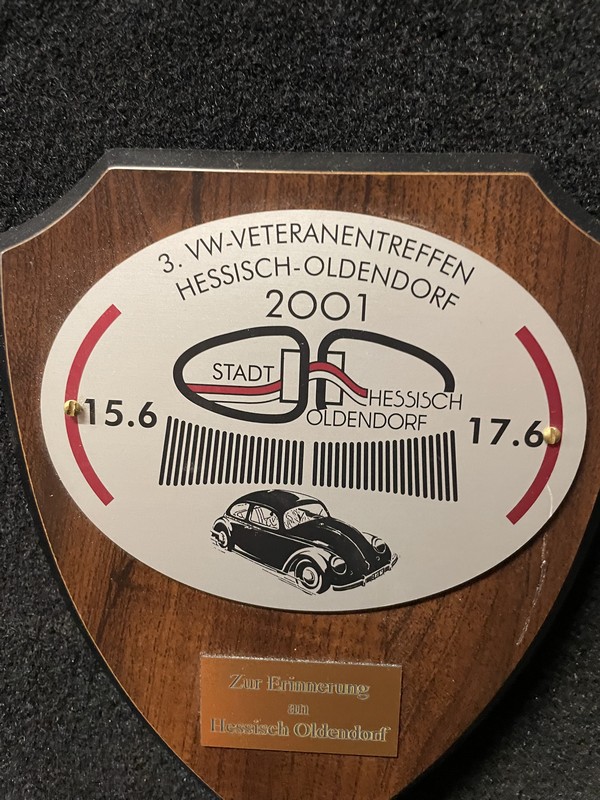 3. VW-VETERANENTREFFEN
HESSISCH-OLDENDORF
2001
STADT
HESSISCH
OLDENDORF
15.6
17.6
Zur Erinnerung
an
Hessisch Oldendorf